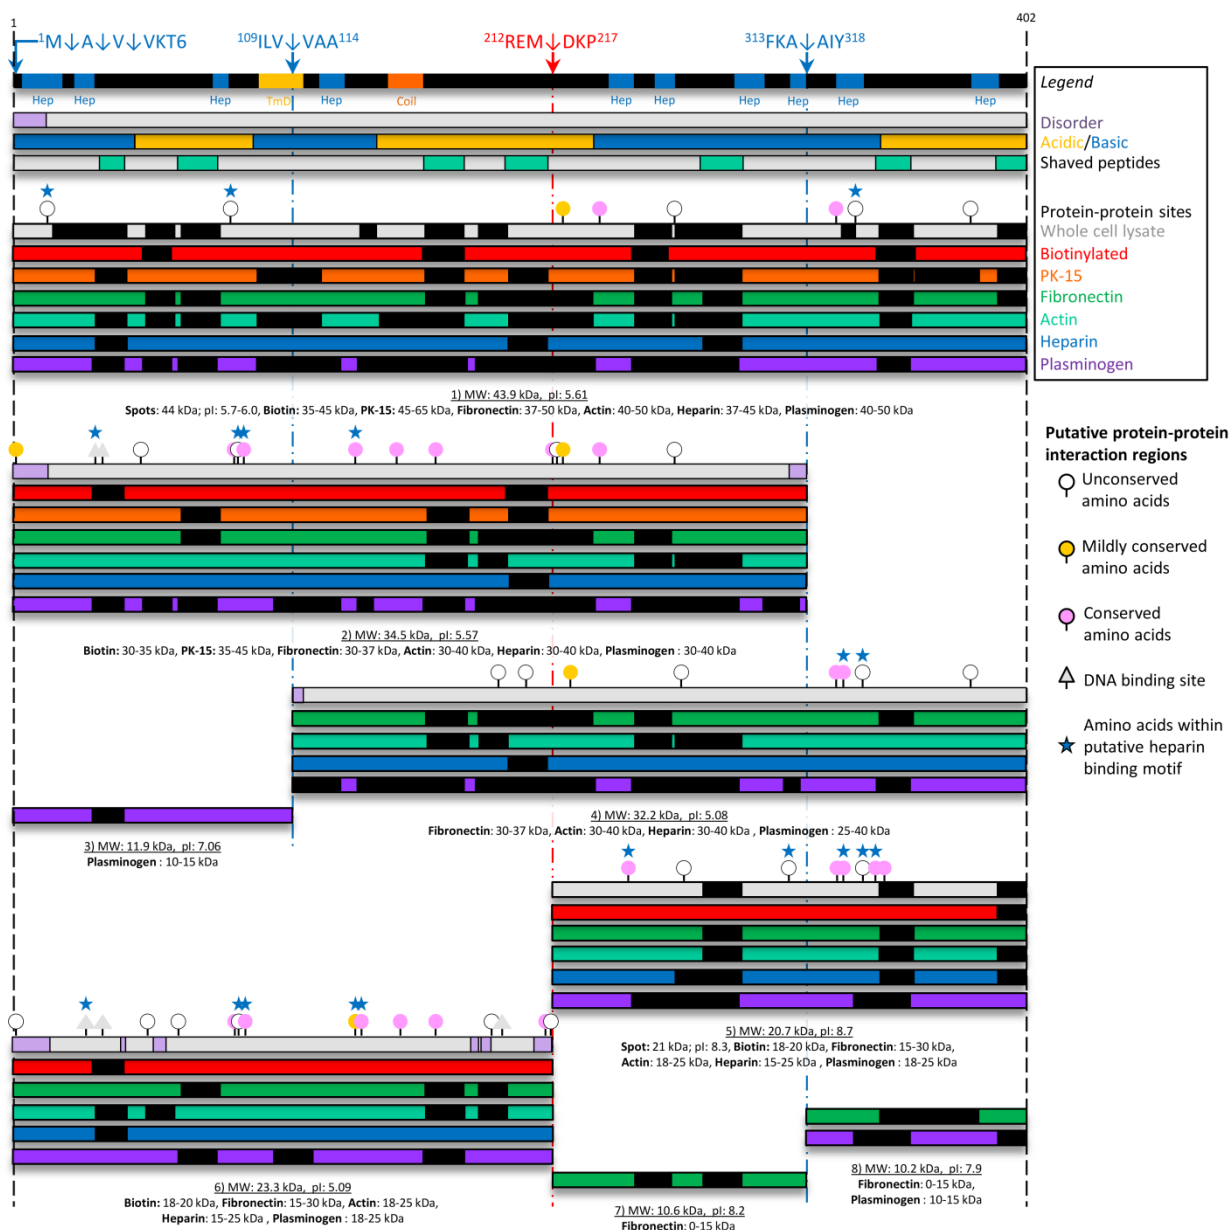 1
402
¹M↓A↓V↓VKT6
¹⁰⁹ILV↓VAA¹¹⁴
²¹²REM↓DKP²¹⁷
³¹³FKA↓AIY³¹⁸
Hep Hep Hep TmD Hep Coil Hep Hep Hep Hep Hep Hep
Legend
Disorder
Acidic/Basic
Shaved peptides
Protein-protein sites
Whole cell lysate
Biotinylated
PK-15
Fibronectin
Actin
Heparin
Plasminogen
1) MW: 43.9 kDa, pI: 5.61
Spots: 44 kDa; pI: 5.7-6.0, Biotin: 35-45 kDa, PK-15: 45-65 kDa, Fibronectin: 37-50 kDa, Actin: 40-50 kDa, Heparin: 37-45 kDa, Plasminogen: 40-50 kDa
Putative protein-protein
interaction regions
Unconserved
amino acids
Mildly conserved
amino acids
Conserved
amino acids
DNA binding site
Amino acids within
putative heparin
binding motif
2) MW: 34.5 kDa, pI: 5.57
Biotin: 30-35 kDa, PK-15: 35-45 kDa, Fibronectin: 30-37 kDa, Actin: 30-40 kDa, Heparin: 30-40 kDa, Plasminogen : 30-40 kDa
3) MW: 11.9 kDa, pI: 7.06
Plasminogen : 10-15 kDa
4) MW: 32.2 kDa, pI: 5.08
Fibronectin: 30-37 kDa, Actin: 30-40 kDa, Heparin: 30-40 kDa , Plasminogen : 25-40 kDa
5) MW: 20.7 kDa, pI: 8.7
Spot: 21 kDa; pI: 8.3, Biotin: 18-20 kDa, Fibronectin: 15-30 kDa,
Actin: 18-25 kDa, Heparin: 15-25 kDa , Plasminogen : 18-25 kDa
6) MW: 23.3 kDa, pI: 5.09
Biotin: 18-20 kDa, Fibronectin: 15-30 kDa, Actin: 18-25 kDa,
Heparin: 15-25 kDa , Plasminogen : 18-25 kDa
7) MW: 10.6 kDa, pI: 8.2
Fibronectin: 0-15 kDa
8) MW: 10.2 kDa, pI: 7.9
Fibronectin: 0-15 kDa,
Plasminogen : 10-15 kDa